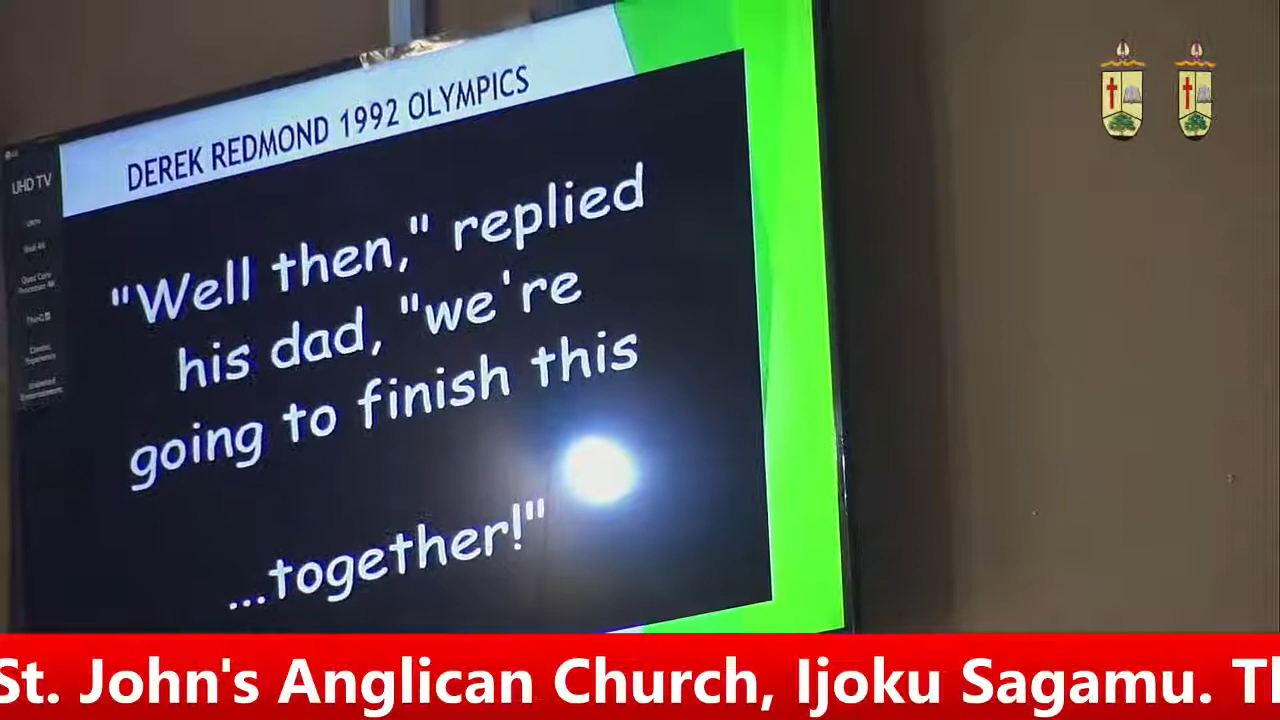 DEREK REDMOND 1992 OLYMPICS
UHD TV
"Well then," replied
his dad, "we're
going to finish this
...together!"
St. John's Anglican Church, Ijoku Sagamu. Th